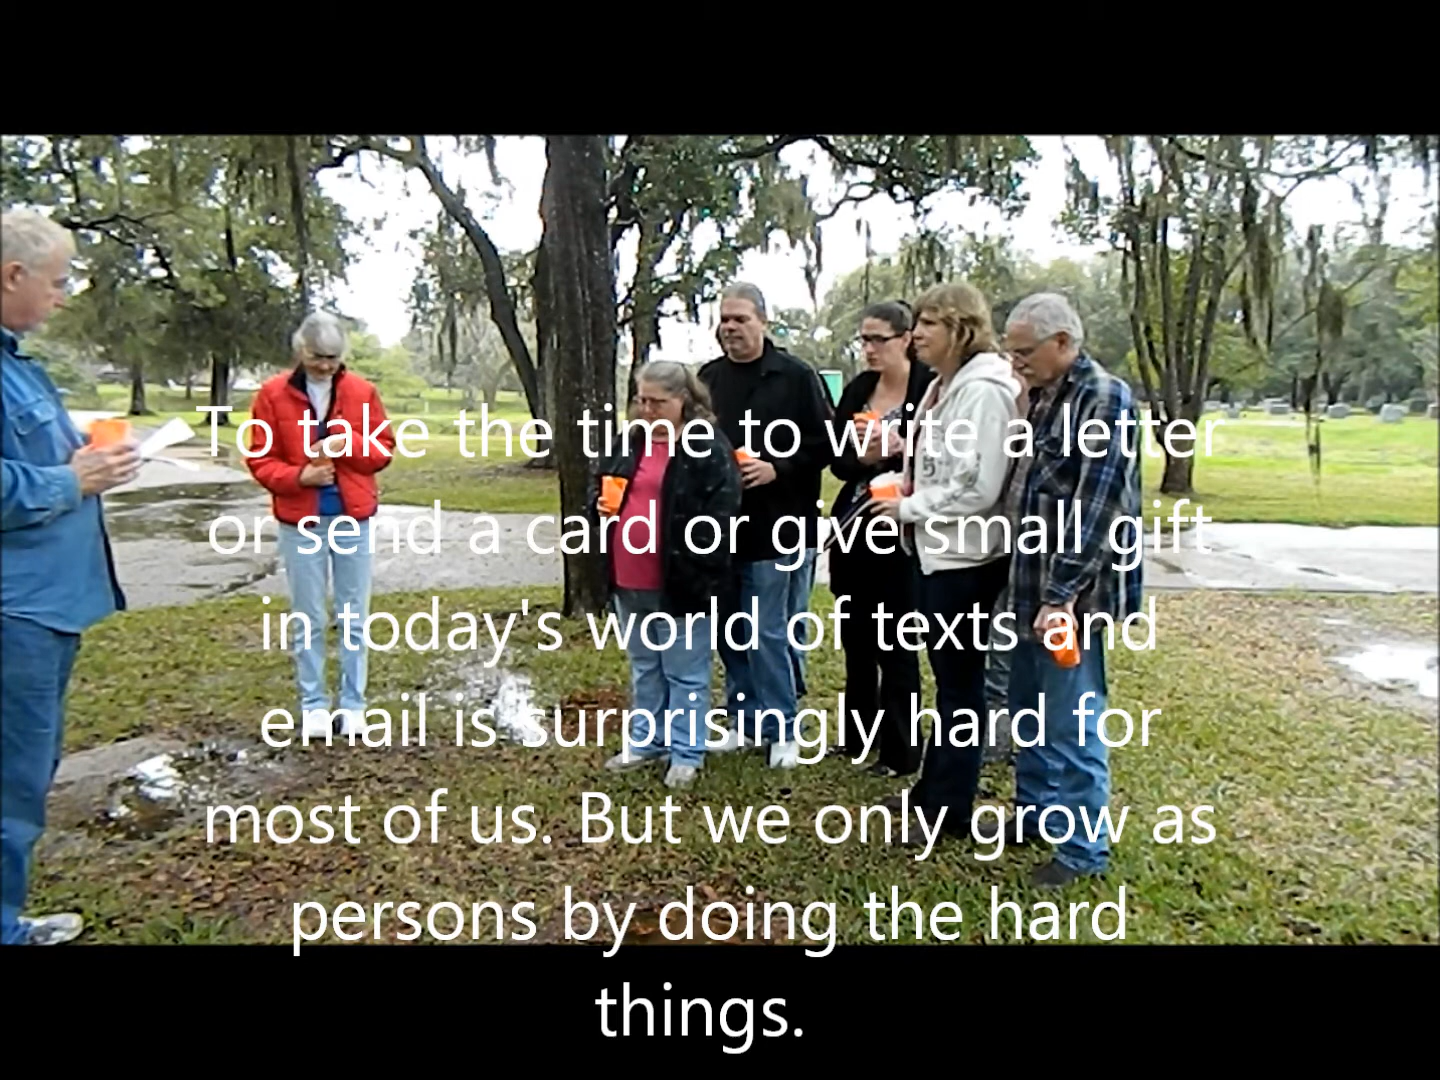 To take the time to write a letter
or send a card or give small gift
in today's world of texts and
email is surprisingly hard for
most of us. But we only grow as
persons by doing the hard
things.